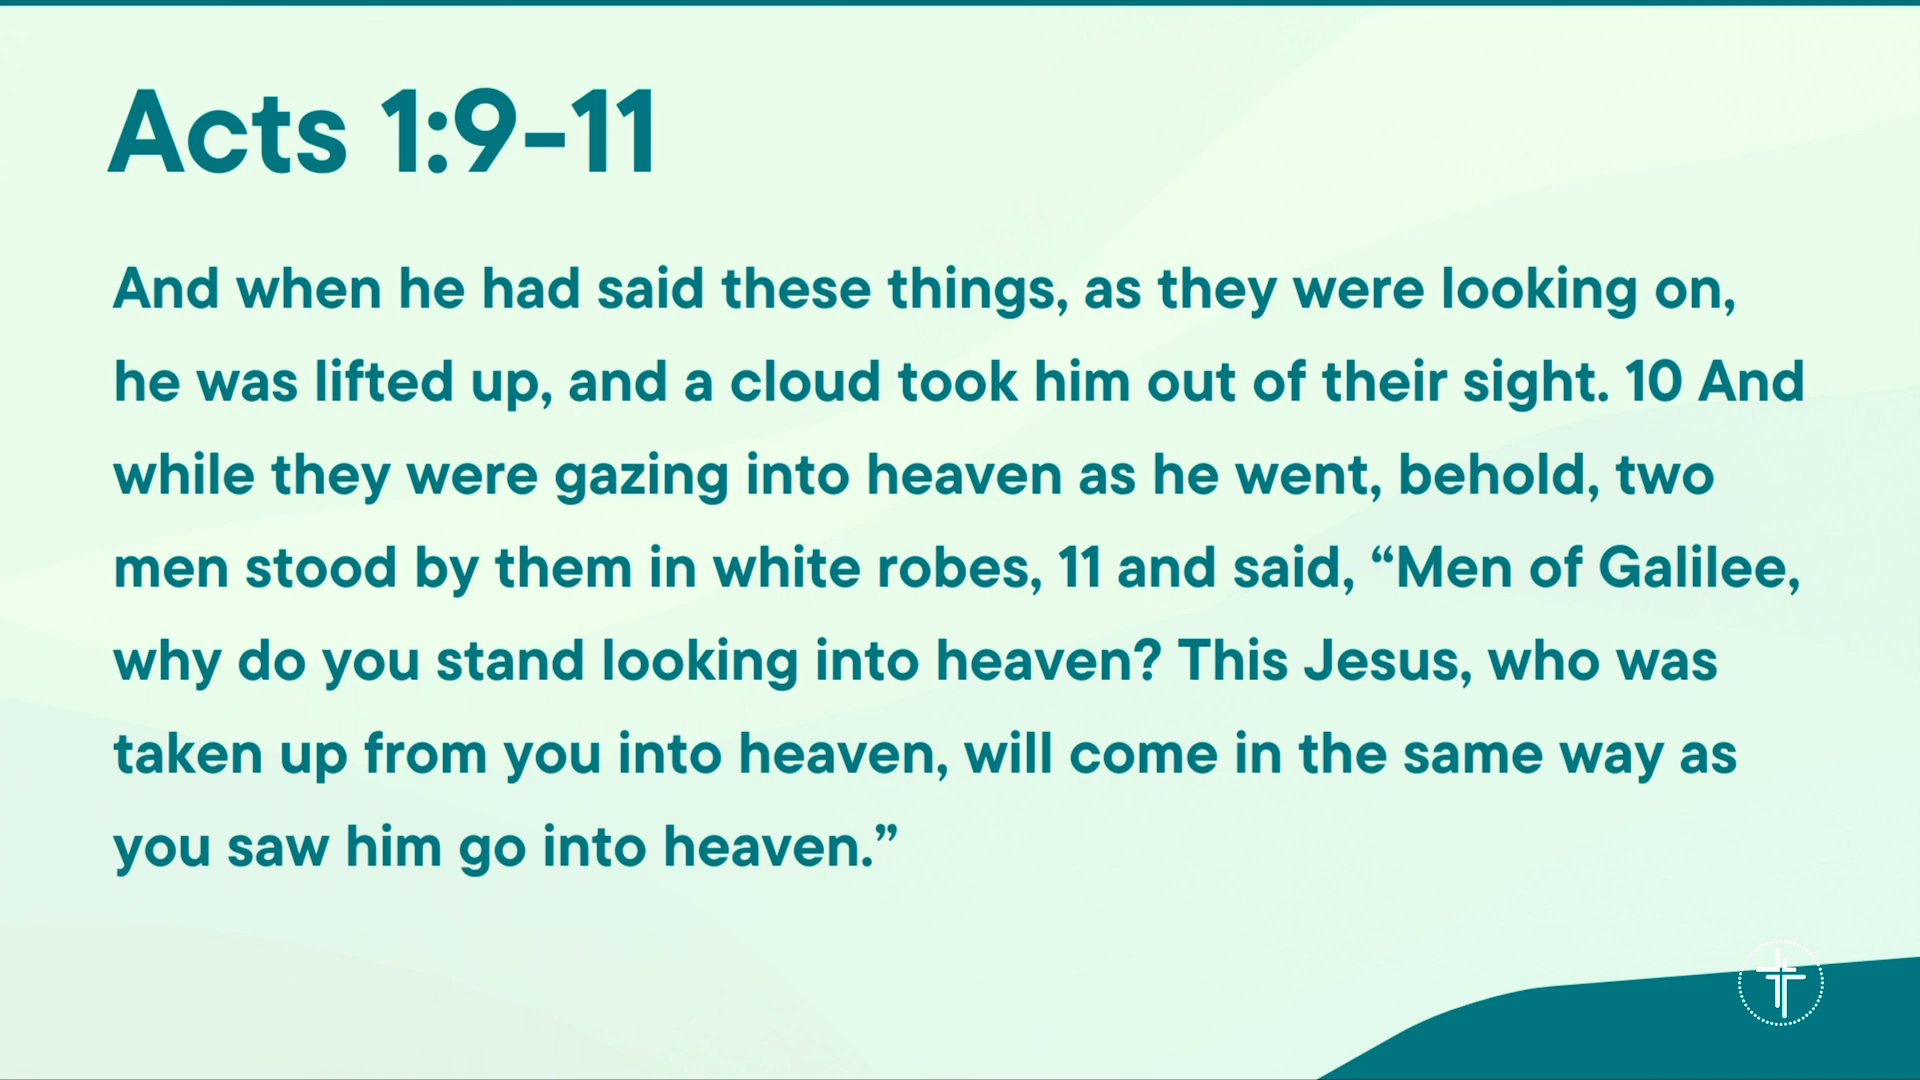 Acts 1:9-11
And when he had said these things, as they were looking on,
he was lifted up, and a cloud took him out of their sight. 10 And
while they were gazing into heaven as he went, behold, two
men stood by them in white robes, 11 and said, “Men of Galilee,
why do you stand looking into heaven? This Jesus, who was
taken up from you into heaven, will come in the same way as
you saw him go into heaven.”